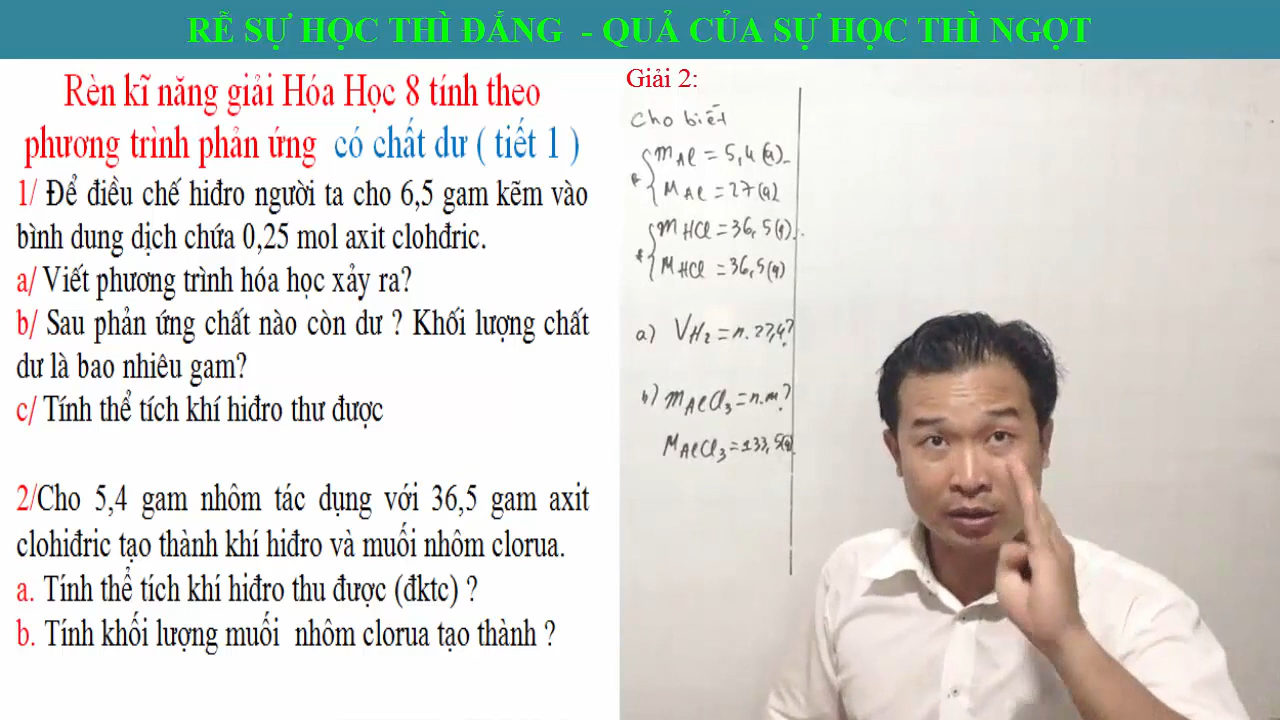 RỄ SỰ HỌC THÌ ĐẮNG - QUẢ CỦA SỰ HỌC THÌ NGỌT
Rèn kĩ năng giải Hóa Học 8 tính theo
phương trình phản ứng có chất dư ( tiết 1 )
1/ Để điều chế hiđro người ta cho 6,5 gam kẽm vào
bình dung dịch chứa 0,25 mol axit clohđric.
a/ Viết phương trình hóa học xảy ra?
b/ Sau phản ứng chất nào còn dư ? Khối lượng chất
dư là bao nhiêu gam?
c/ Tính thể tích khí hiđro thư được
2/Cho 5,4 gam nhôm tác dụng với 36,5 gam axit
clohiđric tạo thành khí hiđro và muối nhôm clorua.
a. Tính thể tích khí hiđro thu được (đktc) ?
b. Tính khối lượng muối nhôm clorua tạo thành ?
Giải 2:
Cho biết
mAl = 5,4 (g)
MAl = 27 (g)
mHCl = 36,5 (g)
MHCl = 36,5 (g)
a) VH2 = n. 22,4?
b) mAlCl3 = n.M?
MAlCl3 = 133,5 (g)